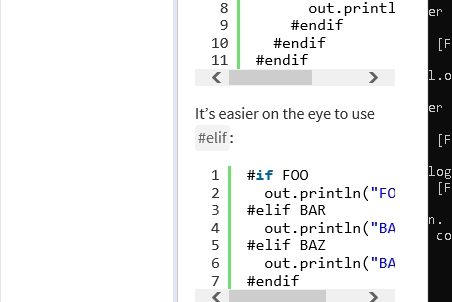 8 out.printl
9 #endif
10 #endif
11 #endif
It's easier on the eye to use
#elif:
1 #if FOO
2 out.println("FO
3 #elif BAR
4 out.println("BA
5 #elif BAZ
6 out.println("BA
7 #endif
er
[F
l.o
er
[F
log
[F
n.
co